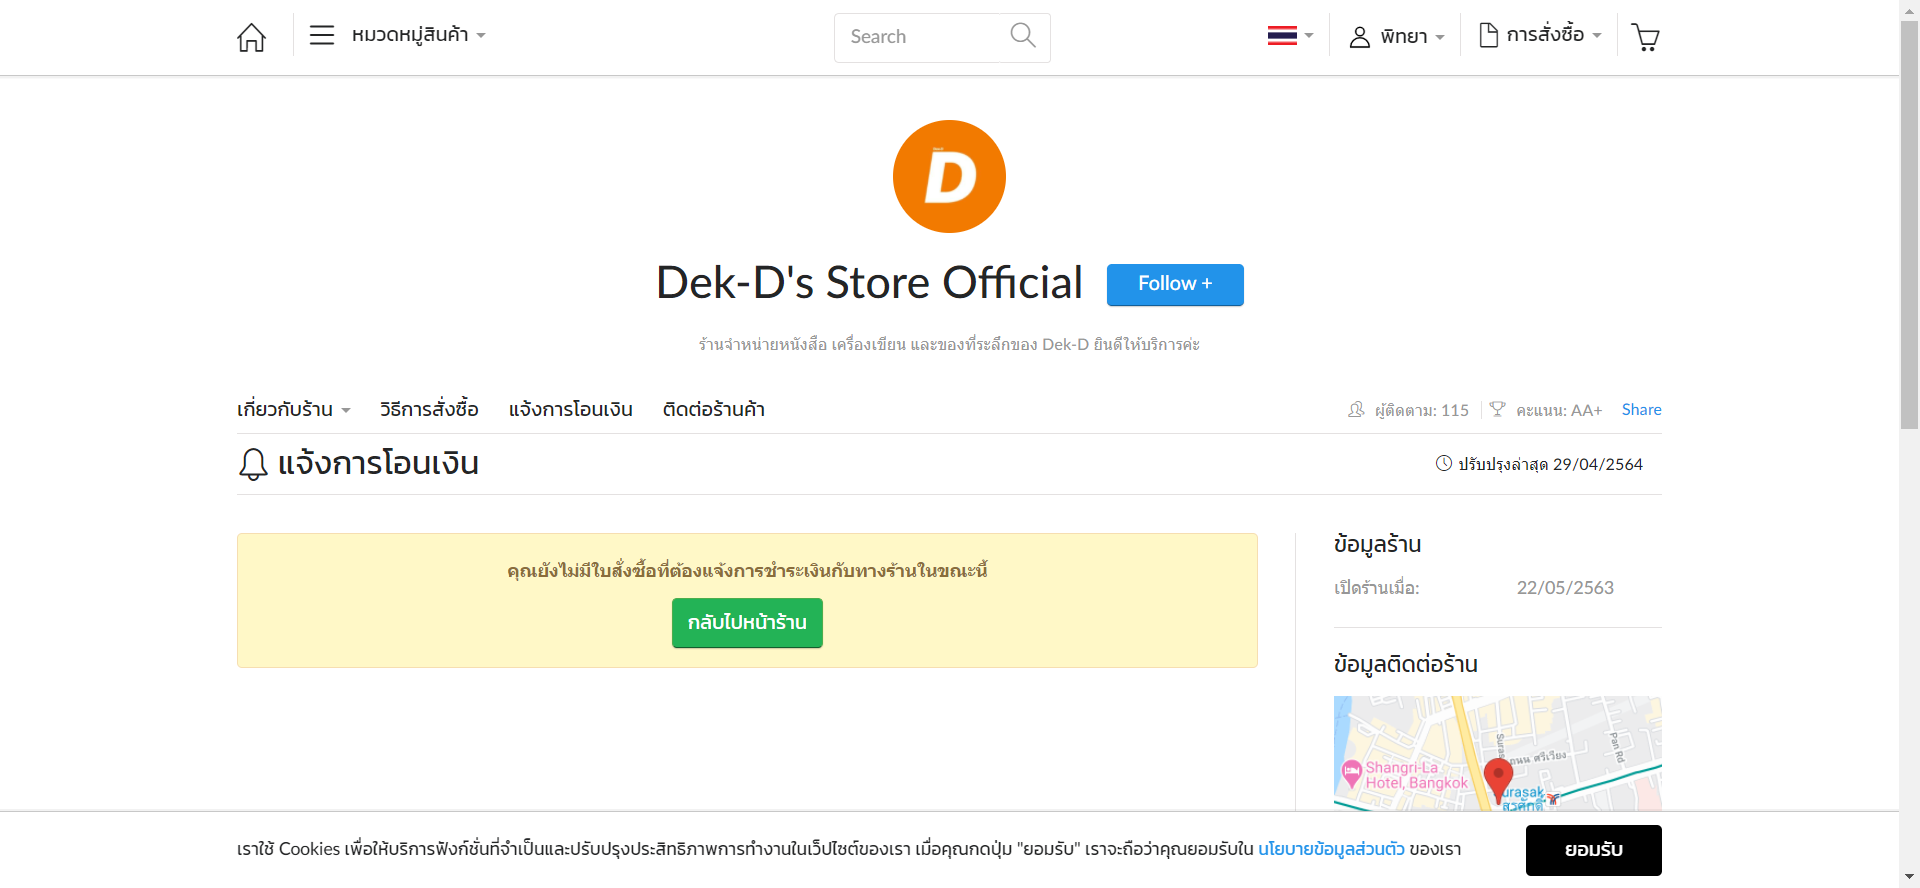 หมวดหมู่สินค้า
Search
พิทยา
การสั่งซื้อ
D
Dek-D's Store Official
Follow +
ร้านจำหน่ายหนังสือ เครื่องเขียน และของที่ระลึกของ Dek-D ยินดีให้บริการค่ะ
เกี่ยวกับร้าน วิธีการสั่งซื้อ แจ้งการโอนเงิน ติดต่อร้านค้า
ผู้ติดตาม: 115 คะแนน: AA+ Share
แจ้งการโอนเงิน
ปรับปรุงล่าสุด 29/04/2564
คุณยังไม่มีใบสั่งซื้อที่ต้องแจ้งการชำระเงินกับทางร้านในขณะนี้
กลับไปหน้าร้าน
ข้อมูลร้าน
เปิดร้านเมื่อ: 22/05/2563
ข้อมูลติดต่อร้าน
Pan Rd
ถนน ศรีเวียง
Shangri-La
Hotel, Bangkok
สุรศักดิ์
เราใช้ Cookies เพื่อให้บริการฟังก์ชั่นที่จำเป็นและปรับปรุงประสิทธิภาพการทำงานในเว็ปไซต์ของเรา เมื่อคุณกดปุ่ม "ยอมรับ" เราจะถือว่าคุณยอมรับใน นโยบายข้อมูลส่วนตัว ของเรา
ยอมรับ